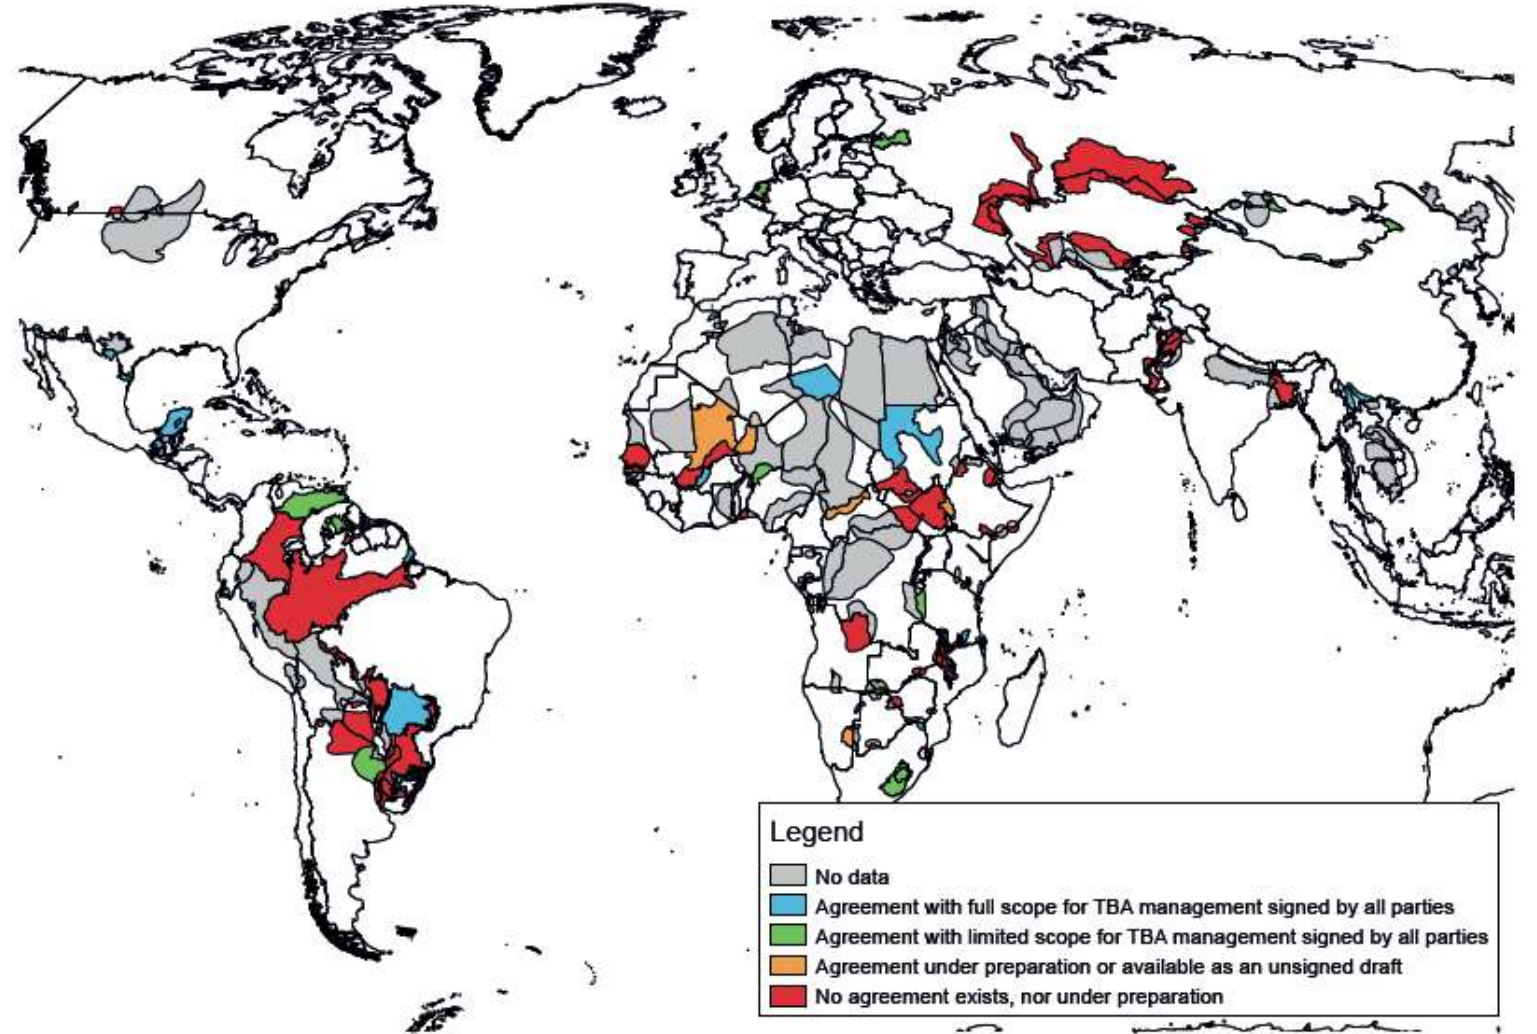 Legend
No data
Agreement with full scope for TBA management signed by all parties
Agreement with limited scope for TBA management signed by all parties
Agreement under preparation or available as an unsigned draft
No agreement exists, nor under preparation